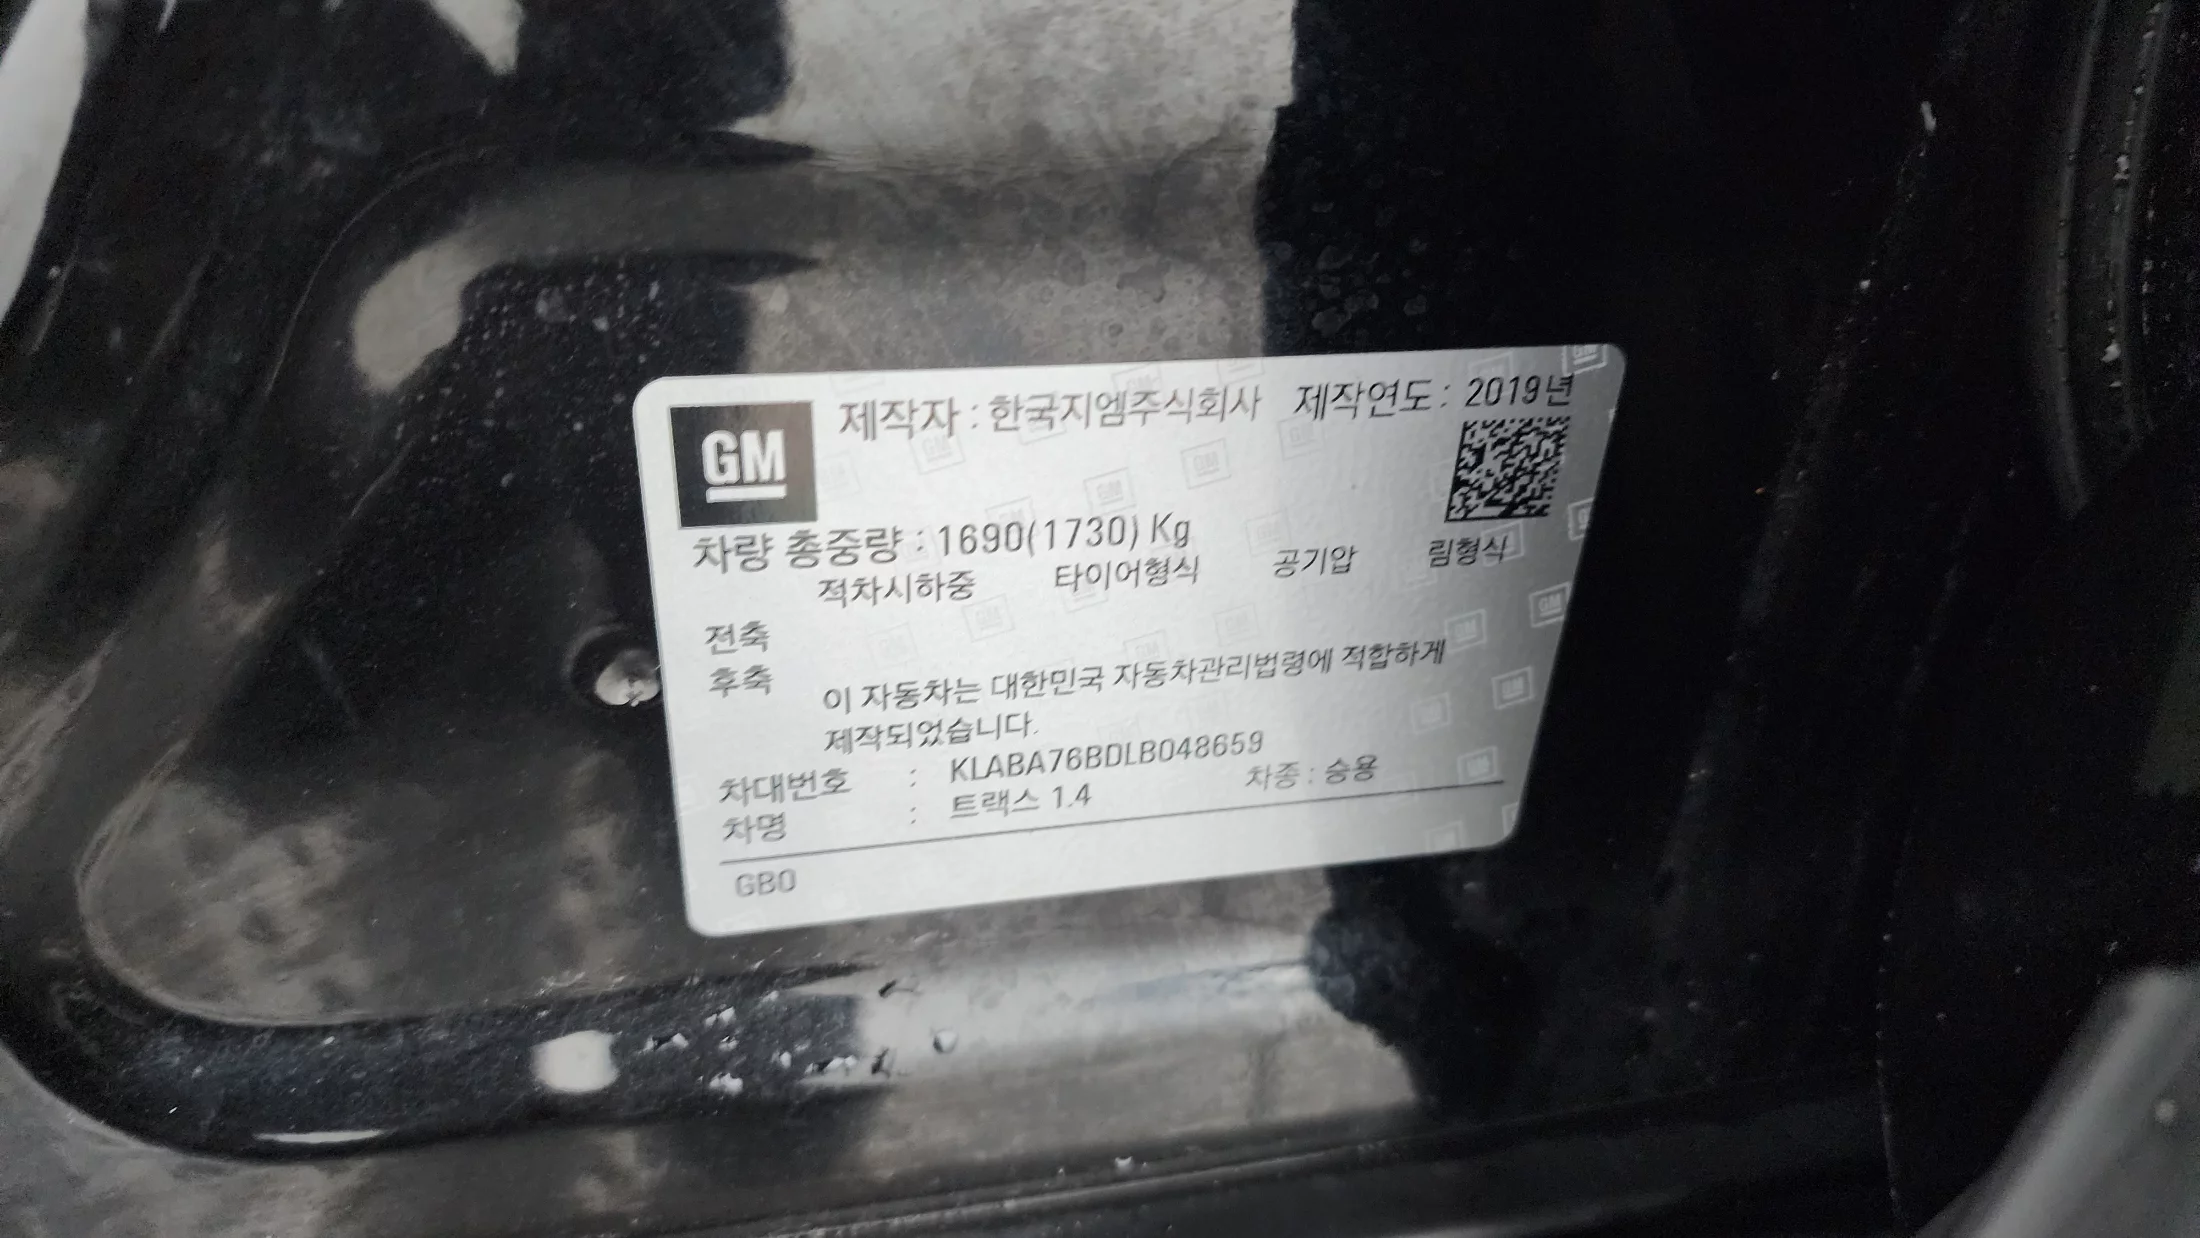 GM
제작자 : 한국지엠주식회사 제작연도 : 2019년
차량 총중량 : 1690(1730) Kg
적차시하중 타이어형식 공기압 림형식
전축
후축
이 자동차는 대한민국 자동차관리법령에 적합하게
제작되었습니다.
차대번호 : KLABA76BDLB048659
차명 : 트랙스 1.4 차종 : 승용
GB0